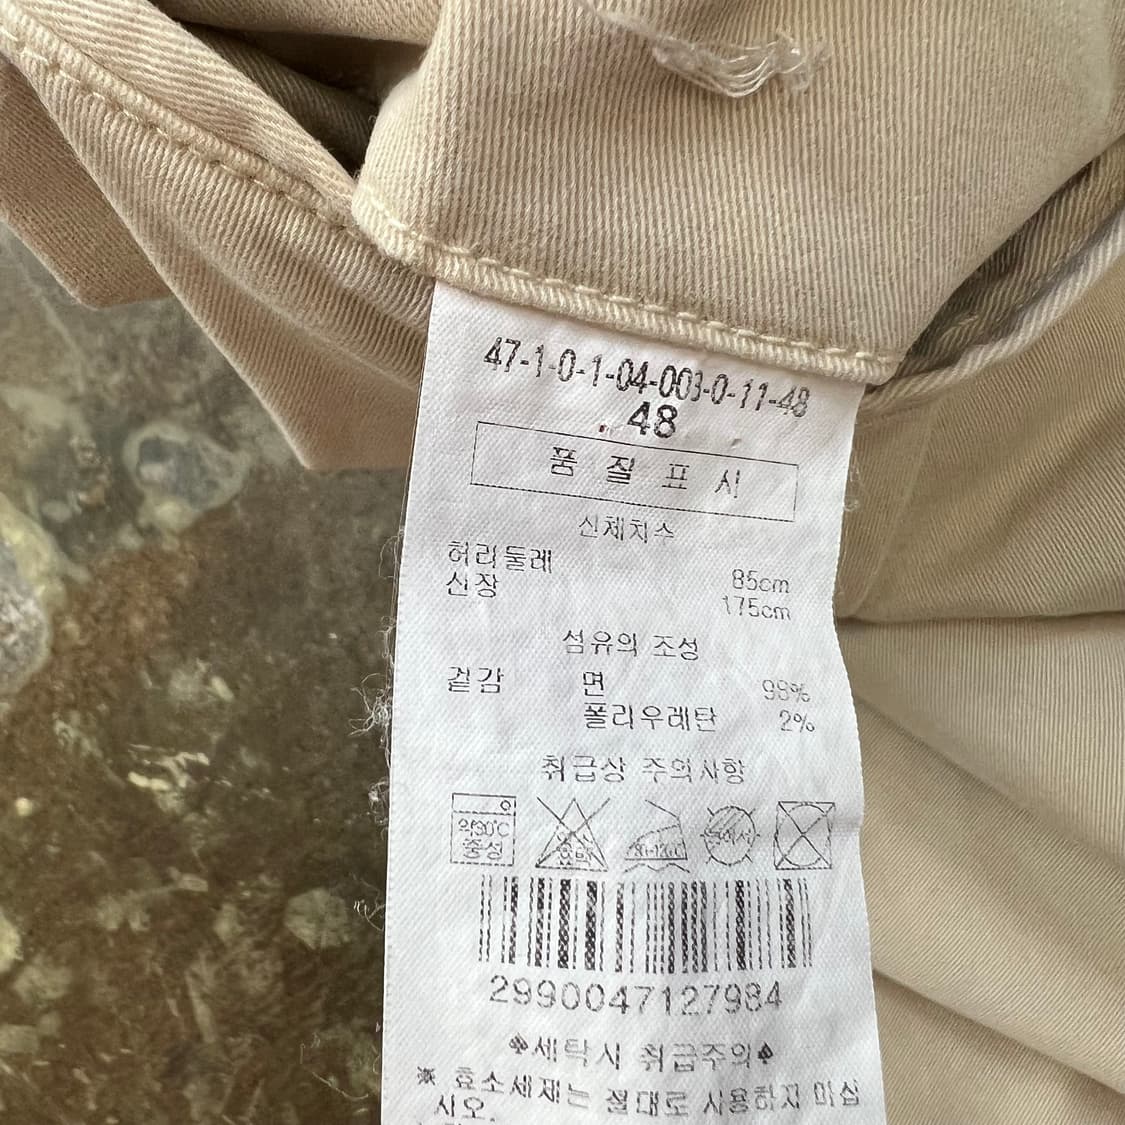 47-1-0-1-04-003-0-11-48
48
품 질 표 시
신체치수
허리둘레 85cm
신장 175cm
섬유의 조성
겉감 면 98%
폴리우레탄 2%
취급상 주의사항
약30℃
중성
2990047127984
♣세탁시 취급주의♣
※ 효소세제는 절대로 사용하지 마십
시오.